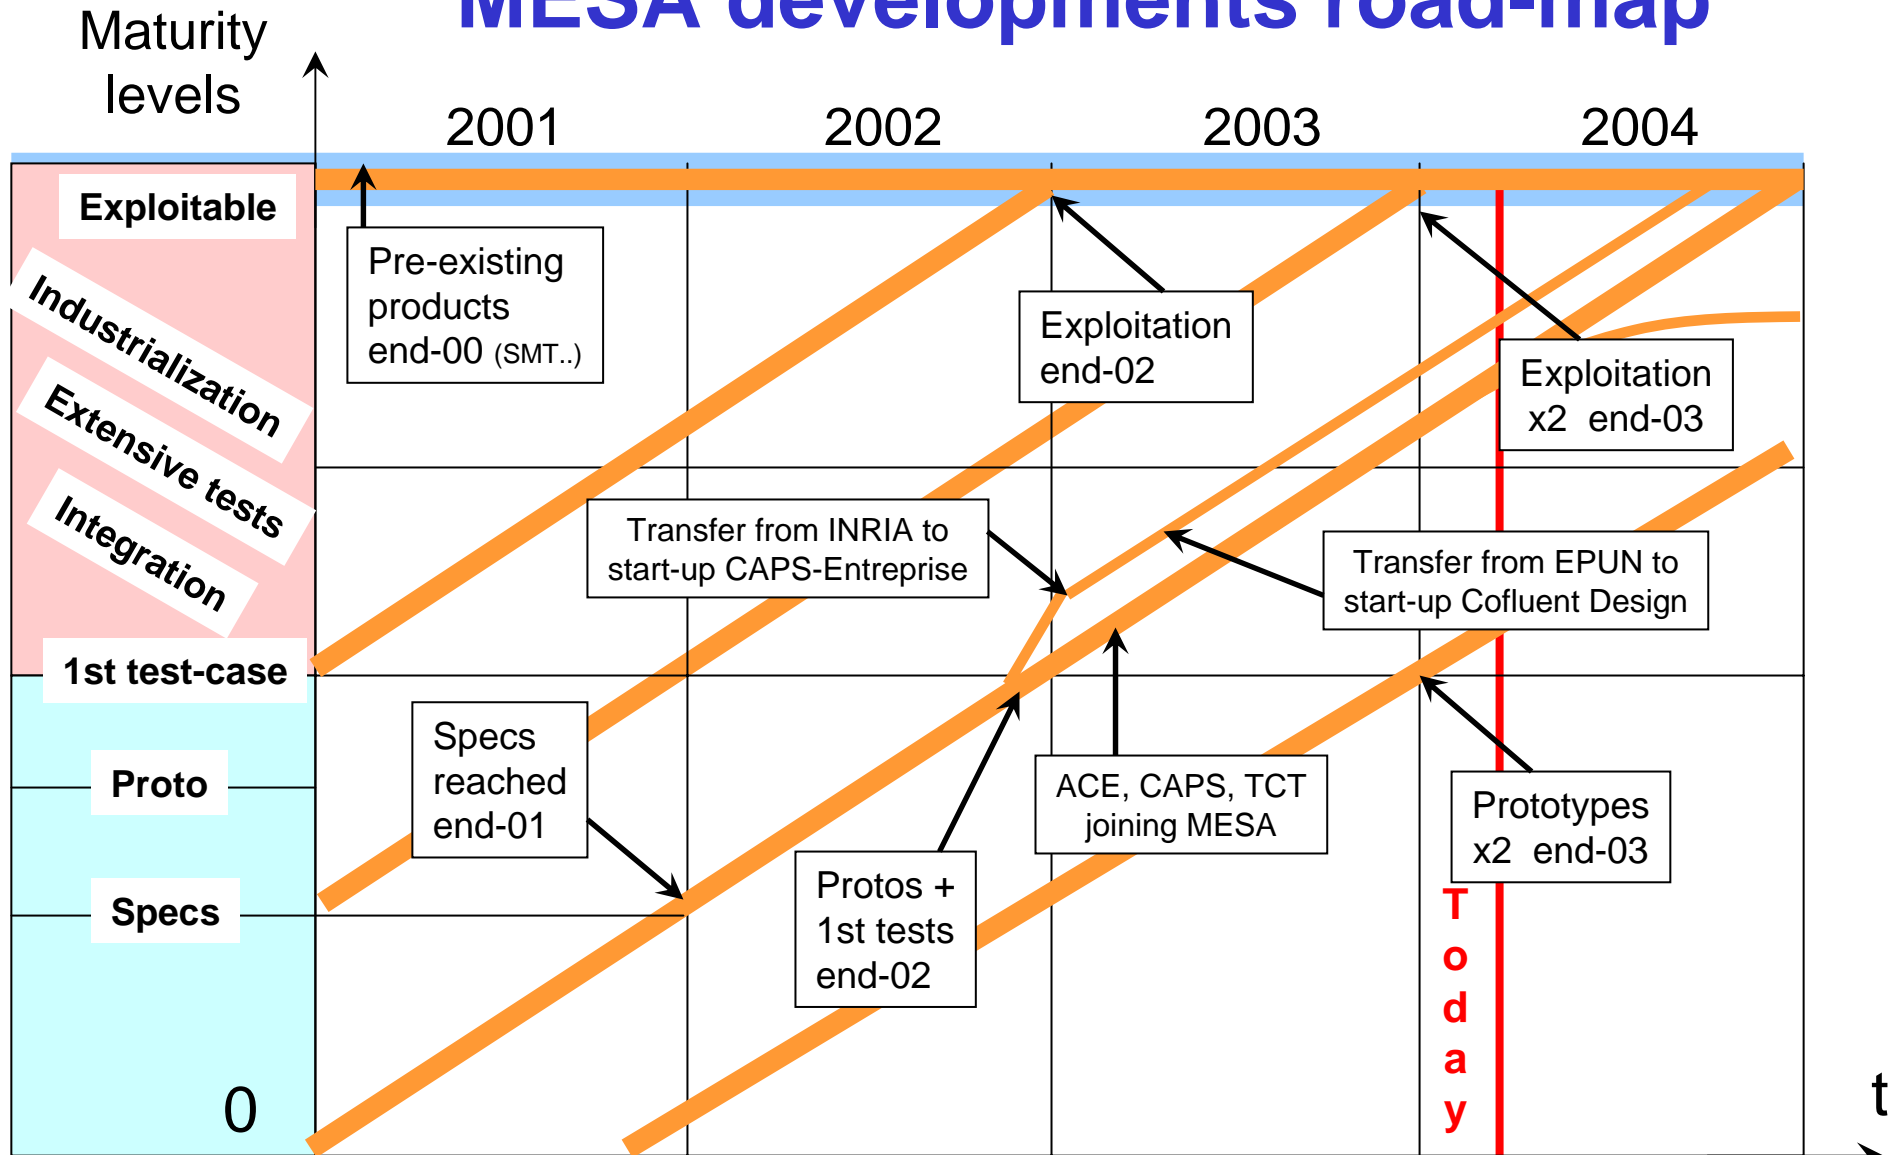 MESA developments road-map
Maturity
levels
2001
2002
2003
2004
Exploitable
Industrialization
Extensive tests
Integration
1st test-case
Proto
Specs
0
Pre-existing
products
end-00 (SMT..)
Exploitation
end-02
Exploitation
x2 end-03
Transfer from INRIA to
start-up CAPS-Entreprise
Transfer from EPUN to
start-up Cofluent Design
Specs
reached
end-01
ACE, CAPS, TCT
joining MESA
Prototypes
x2 end-03
Protos +
1st tests
end-02
Today
t